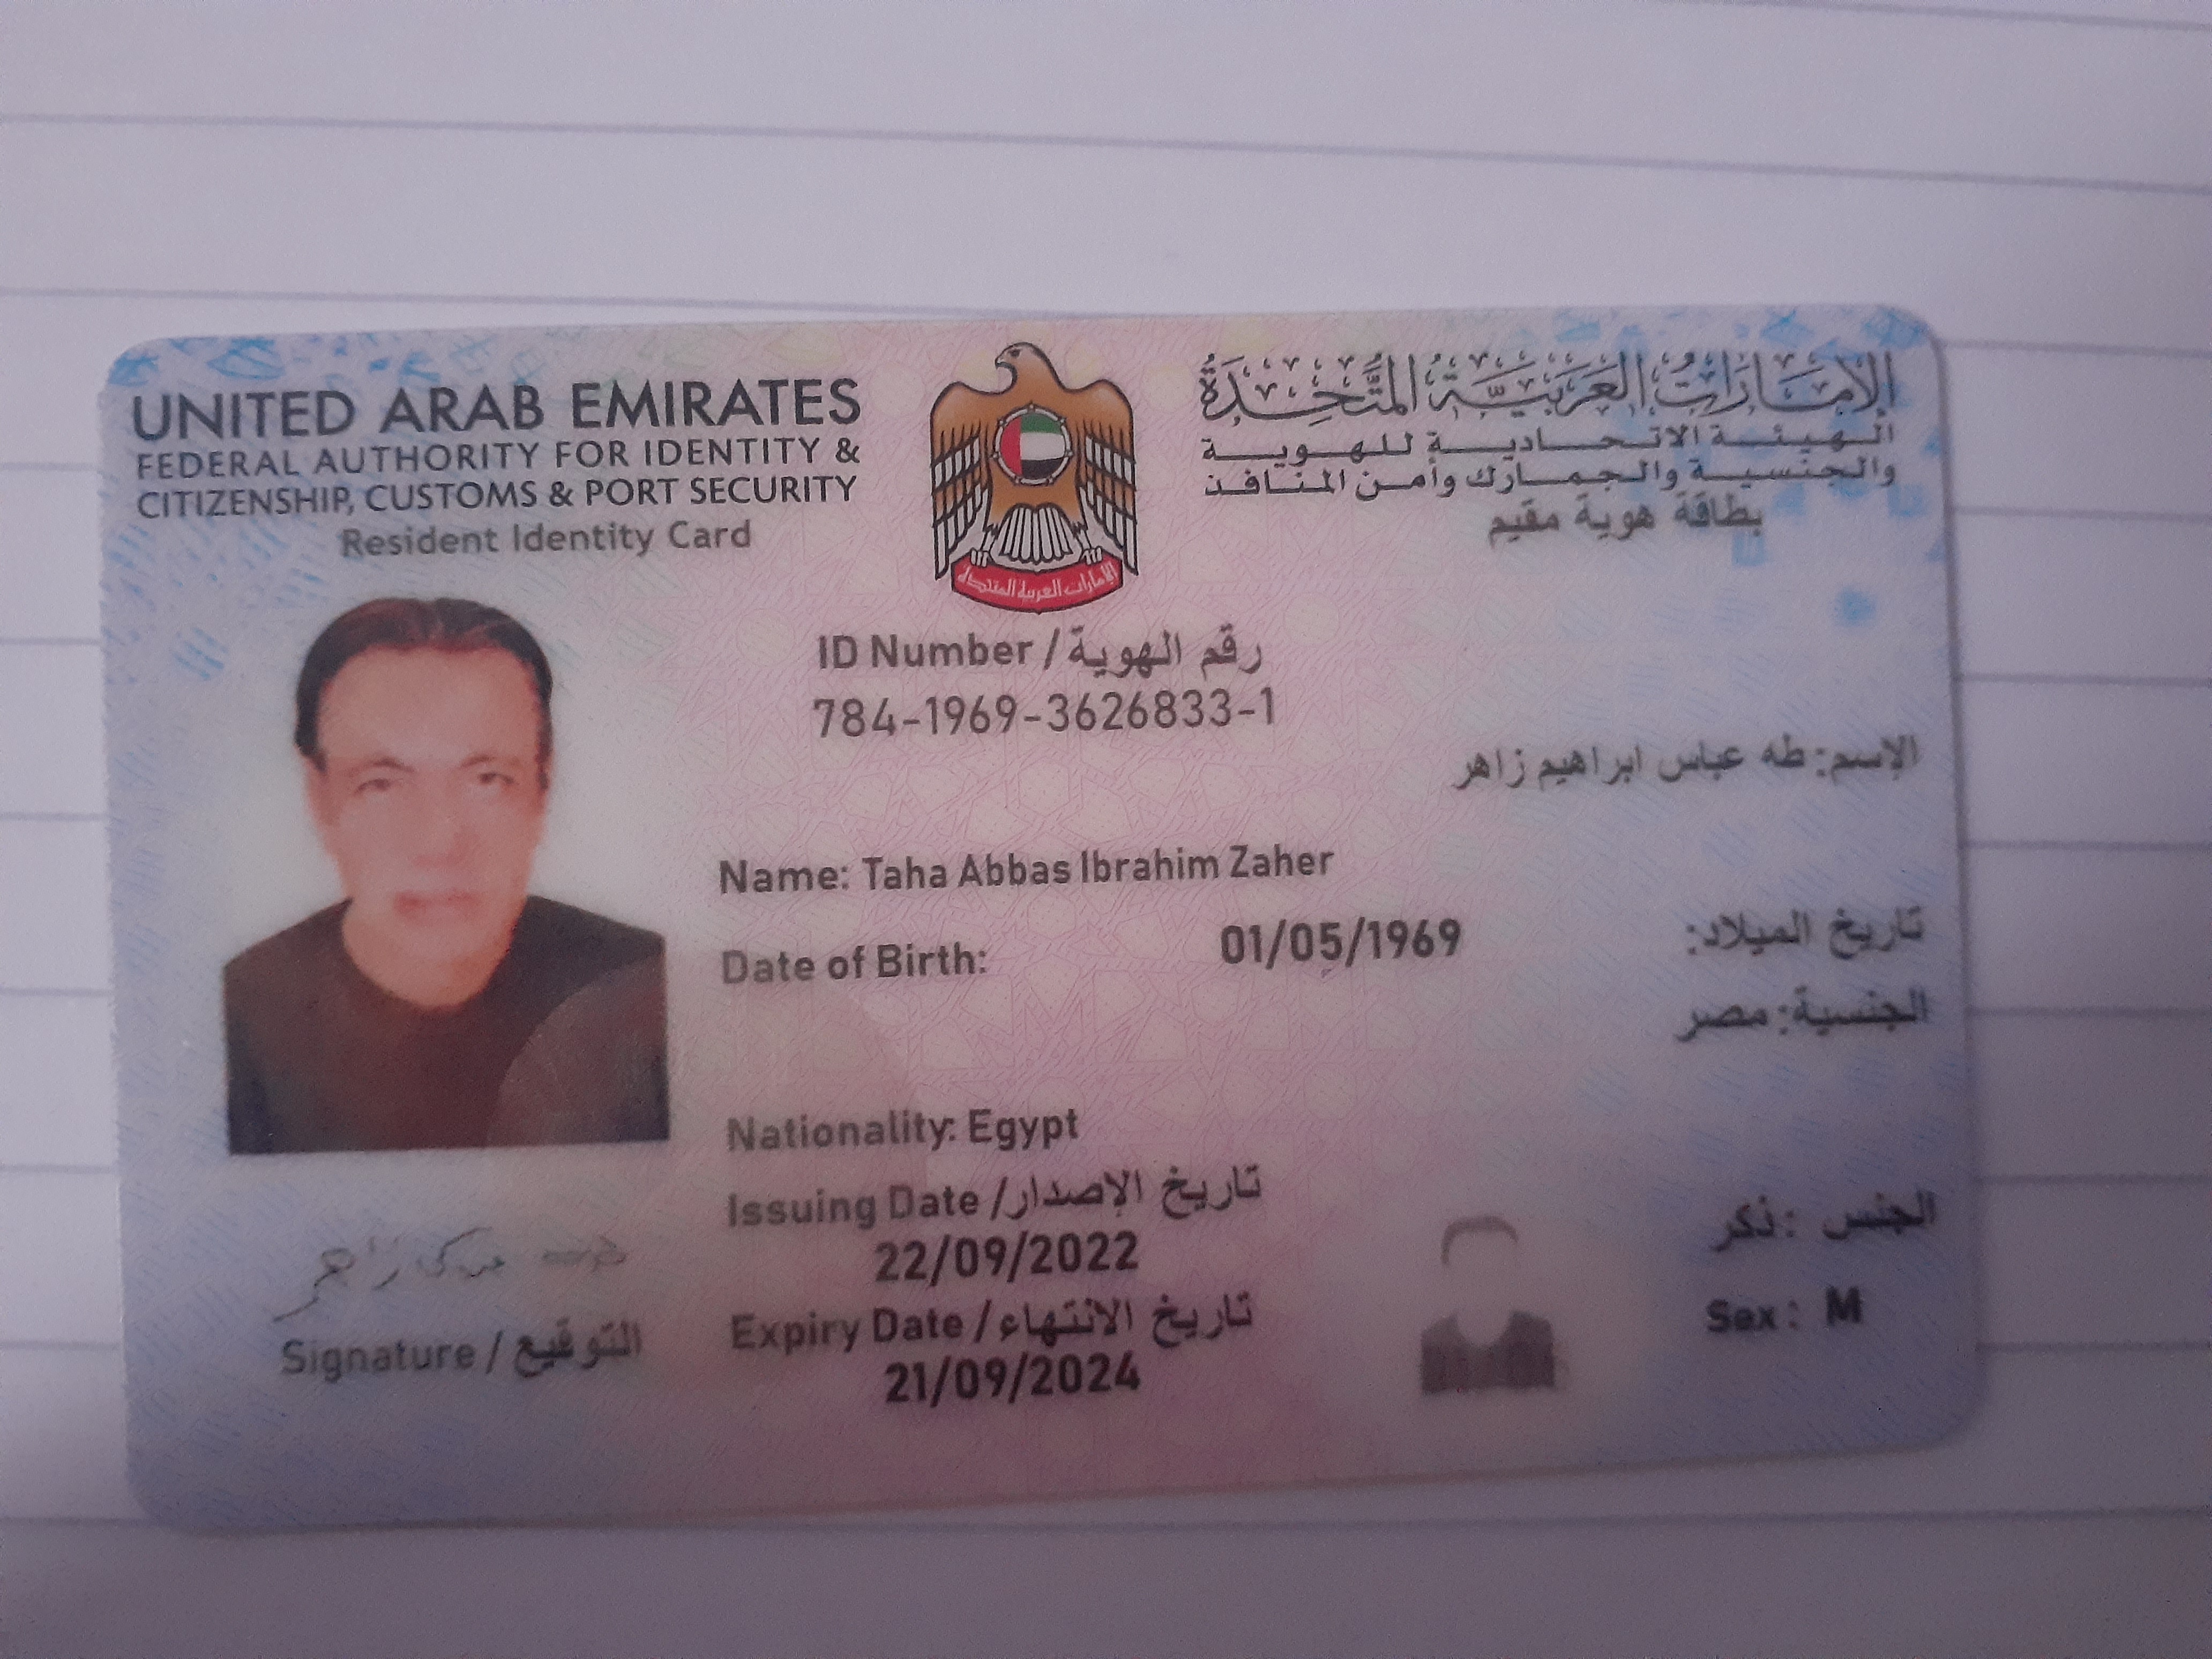 UNITED ARAB EMIRATES
FEDERAL AUTHORITY FOR IDENTITY &
CITIZENSHIP, CUSTOMS & PORT SECURITY
Resident Identity Card
الإمارات العربية المتحدة
الهيئة الاتحادية للهوية
والجنسية والجمارك وأمن المنافذ
بطاقة هوية مقيم
الإمارات العربية المتحدة
ID Number / رقم الهوية
784-1969-3626833-1
الإسم: طه عباس ابراهيم زاهر
Name: Taha Abbas Ibrahim Zaher
Date of Birth: 01/05/1969 تاريخ الميلاد:
الجنسية: مصر
Nationality: Egypt
Issuing Date / تاريخ الإصدار
22/09/2022
Expiry Date / تاريخ الانتهاء
21/09/2024
الجنس: ذكر
Sex: M
Signature / التوقيع